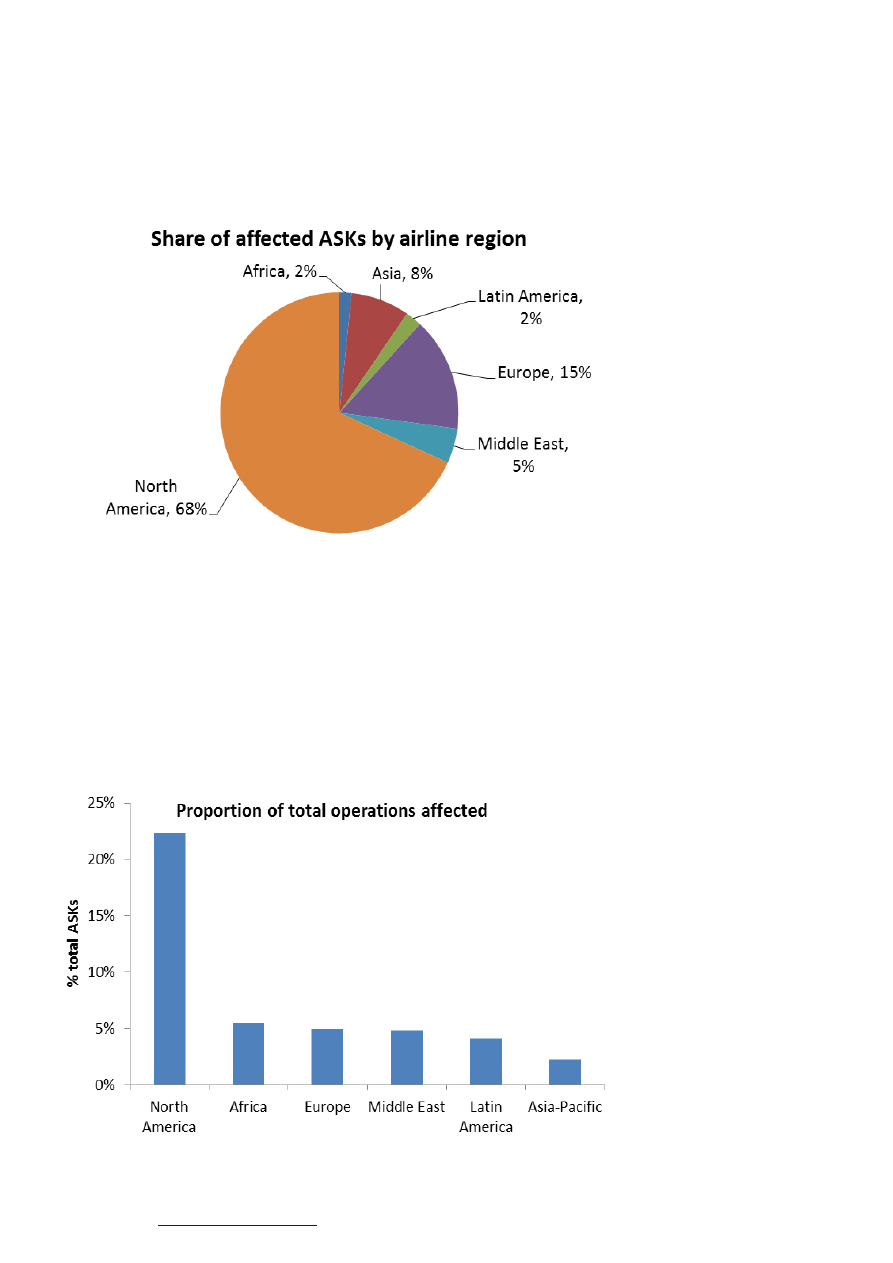 Share of affected ASKs by airline region
Africa, 2%
Asia, 8%
Latin America,
2%
Europe, 15%
Middle East,
5%
North
America, 68%
Proportion of total operations affected
% total ASKs
25%
20%
15%
10%
5%
0%
North
America
Africa
Europe
Middle East
Latin
America
Asia-Pacific